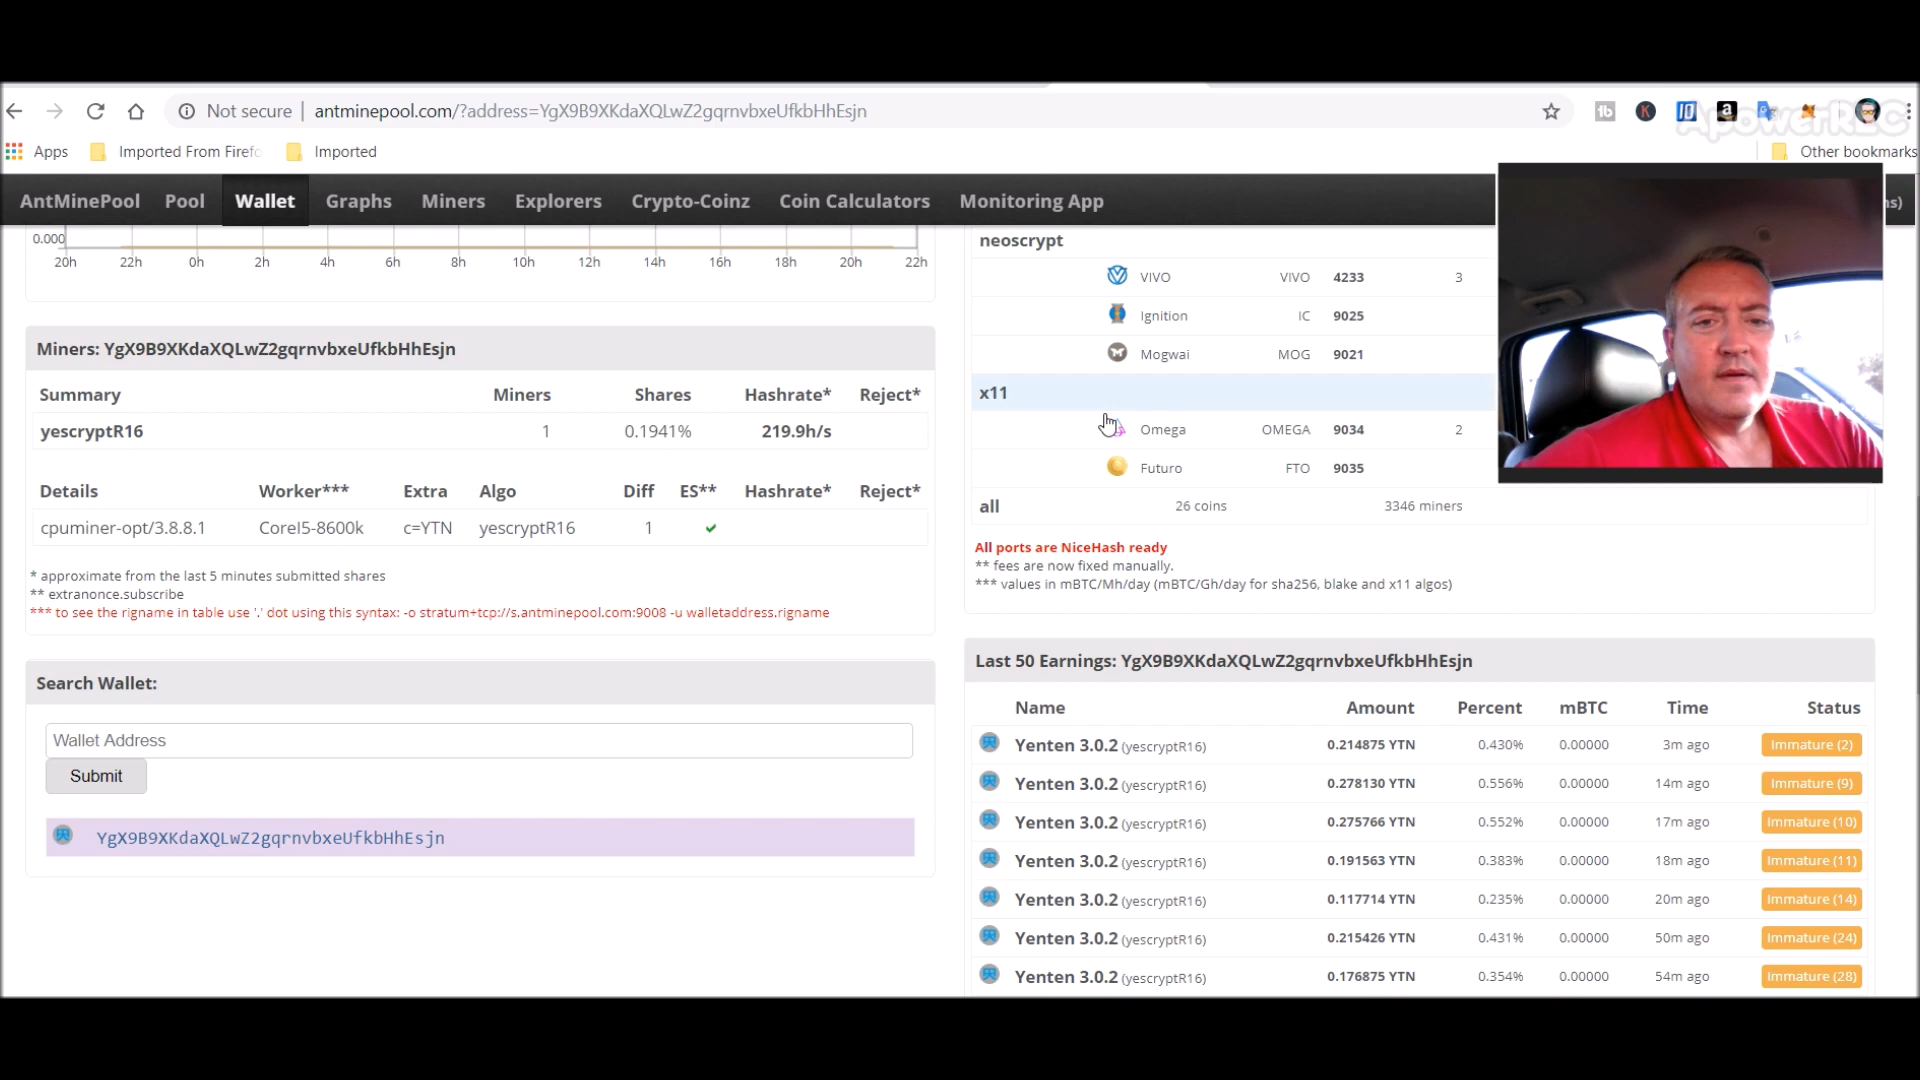 ApowerREC
Not secure | antminepool.com/?address=YgX9B9XKdaXQLwZ2gqrnvbxeUfkbHhEsjn
Apps Imported From Firefo Imported Other bookmarks
AntMinePool Pool Wallet Graphs Miners Explorers Crypto-Coinz Coin Calculators Monitoring App
0.000
20h 22h 0h 2h 4h 6h 8h 10h 12h 14h 16h 18h 20h 22h
Miners: YgX9B9XKdaXQLwZ2gqrnvbxeUfkbHhEsjn
Summary Miners Shares Hashrate* Reject*
yescryptR16 1 0.1941% 219.9h/s
Details Worker*** Extra Algo Diff ES** Hashrate* Reject*
cpuminer-opt/3.8.8.1 CoreI5-8600k c=YTN yescryptR16 1
* approximate from the last 5 minutes submitted shares
** extranonce.subscribe
*** to see the rigname in table use '.' dot using this syntax: -o stratum+tcp://s.antminepool.com:9008 -u walletaddress.rigname
Search Wallet:
Wallet Address
Submit
YgX9B9XKdaXQLwZ2gqrnvbxeUfkbHhEsjn
neoscrypt
VIVO VIVO 4233 3
Ignition IC 9025
Mogwai MOG 9021
x11
Omega OMEGA 9034 2
Futuro FTO 9035
all 26 coins 3346 miners
All ports are NiceHash ready
** fees are now fixed manually.
*** values in mBTC/Mh/day (mBTC/Gh/day for sha256, blake and x11 algos)
Last 50 Earnings: YgX9B9XKdaXQLwZ2gqrnvbxeUfkbHhEsjn
Name Amount Percent mBTC Time Status
Yenten 3.0.2 (yescryptR16) 0.214875 YTN 0.430% 0.00000 3m ago Immature (2)
Yenten 3.0.2 (yescryptR16) 0.278130 YTN 0.556% 0.00000 14m ago Immature (9)
Yenten 3.0.2 (yescryptR16) 0.275766 YTN 0.552% 0.00000 17m ago Immature (10)
Yenten 3.0.2 (yescryptR16) 0.191563 YTN 0.383% 0.00000 18m ago Immature (11)
Yenten 3.0.2 (yescryptR16) 0.117714 YTN 0.235% 0.00000 20m ago Immature (14)
Yenten 3.0.2 (yescryptR16) 0.215426 YTN 0.431% 0.00000 50m ago Immature (24)
Yenten 3.0.2 (yescryptR16) 0.176875 YTN 0.354% 0.00000 54m ago Immature (28)